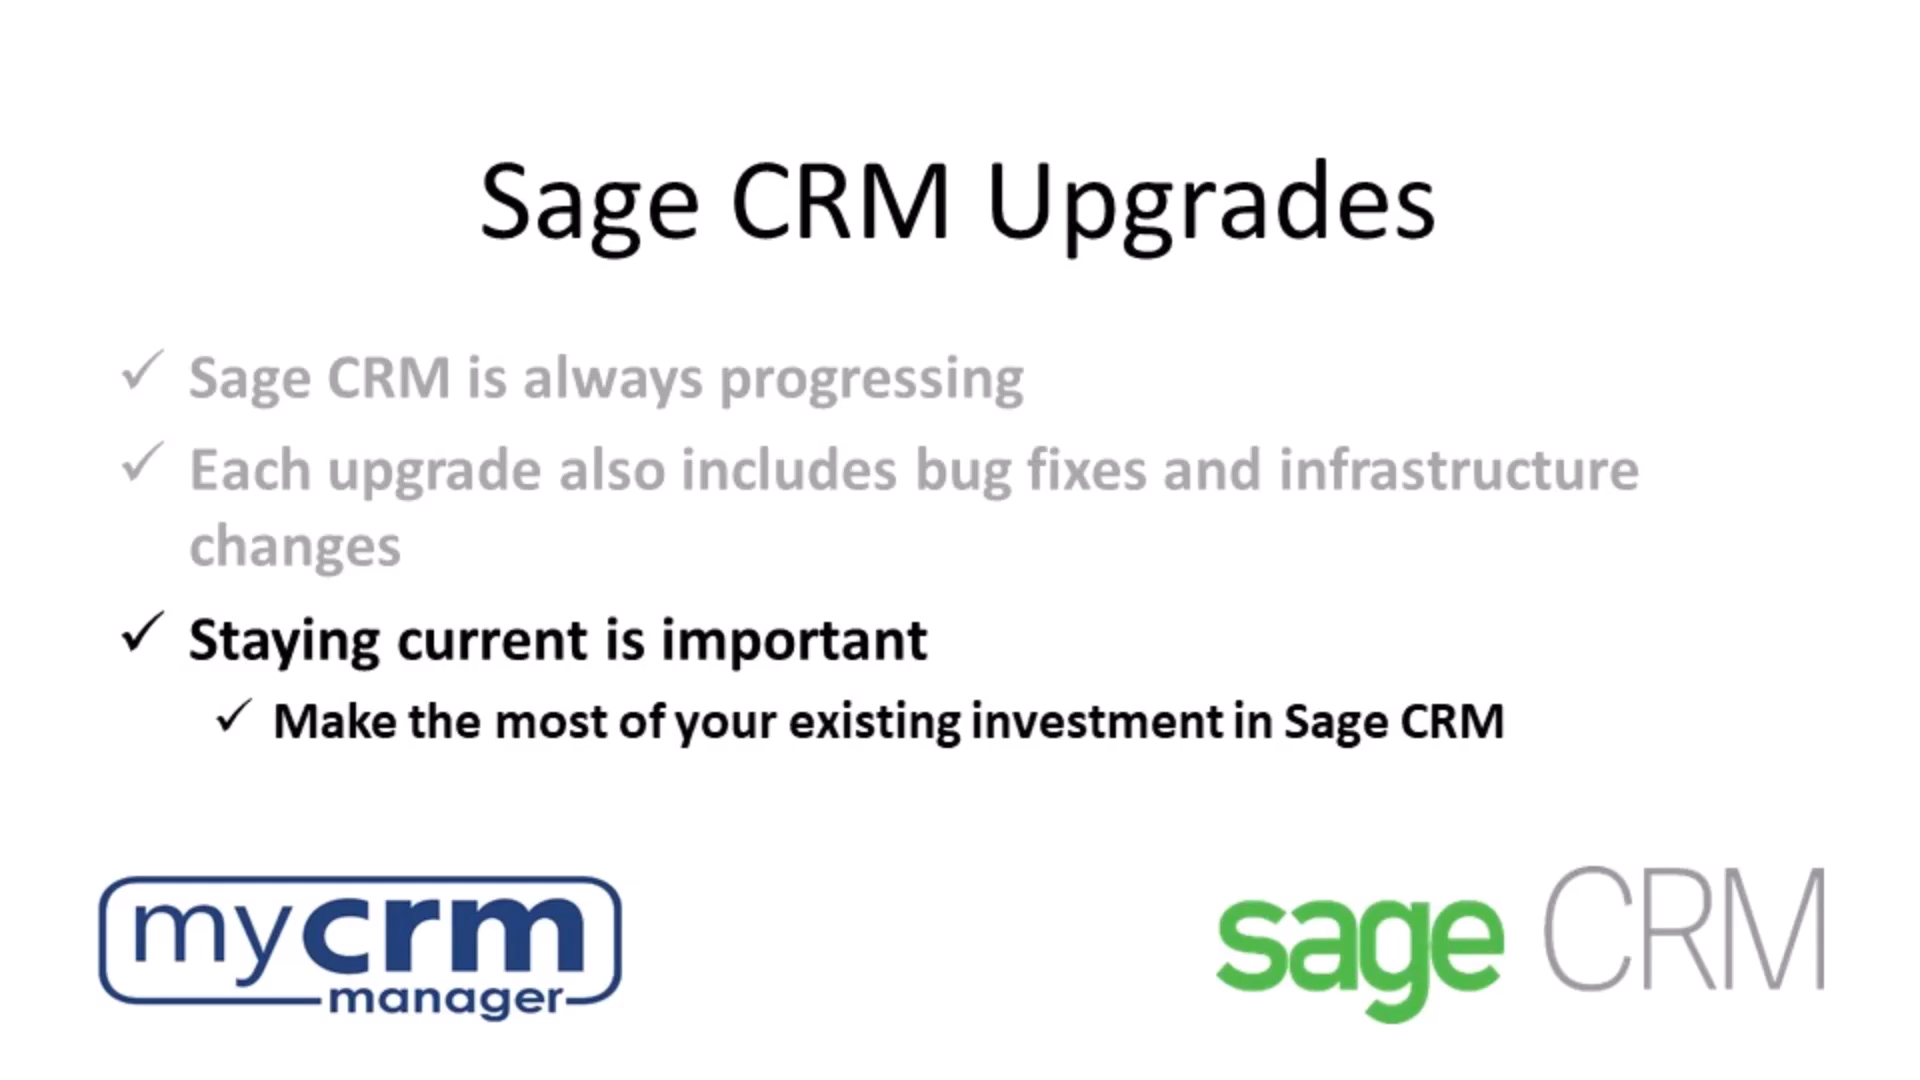 Sage CRM Upgrades
✓ Sage CRM is always progressing
✓ Each upgrade also includes bug fixes and infrastructure
changes
✓ Staying current is important
✓ Make the most of your existing investment in Sage CRM
mycrm
manager
sage CRM